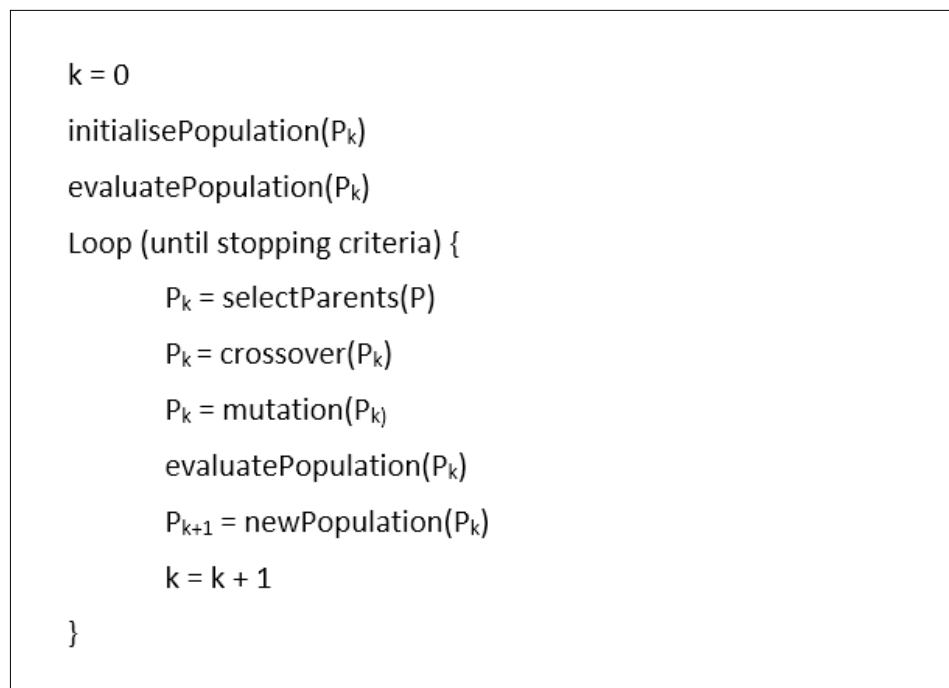 k = 0
initialisePopulation(Pk)
evaluatePopulation(Pk)
Loop (until stopping criteria) {
Pk = selectParents(P)
Pk = crossover(Pk)
Pk = mutation(Pk)
evaluatePopulation(Pk)
Pk+1 = newPopulation(Pk)
k = k + 1
}